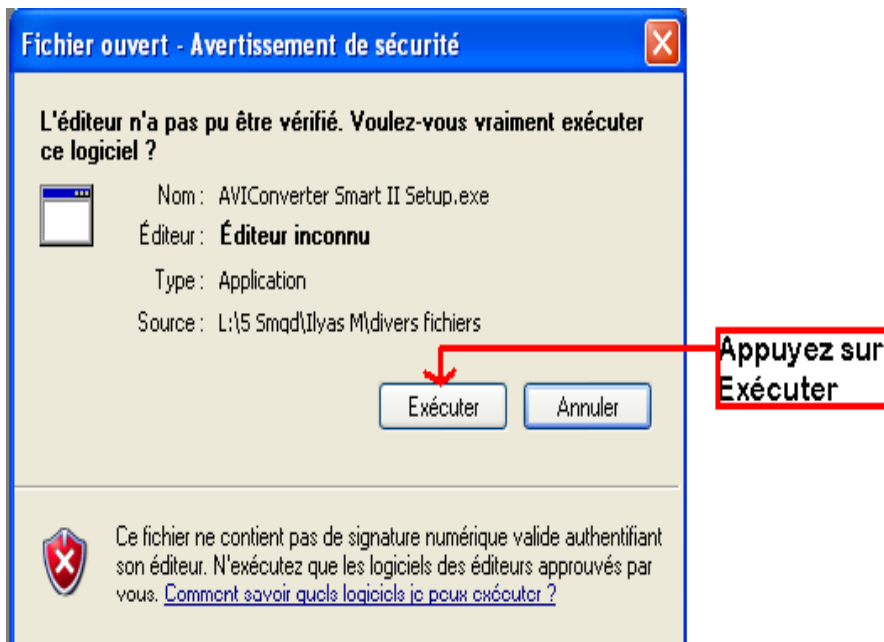 Fichier ouvert - Avertissement de sécurité
L'éditeur n'a pas pu être vérifié. Voulez-vous vraiment exécuter
ce logiciel ?
Nom : AVIConverter Smart II Setup.exe
Éditeur : Éditeur inconnu
Type : Application
Source : L:\5 Smqd\Ilyas M\divers fichiers
Appuyez sur
Exécuter
Exécuter
Annuler
Ce fichier ne contient pas de signature numérique valide authentifiant
son éditeur. N'exécutez que les logiciels des éditeurs approuvés par
vous. Comment savoir quels logiciels je peux exécuter ?